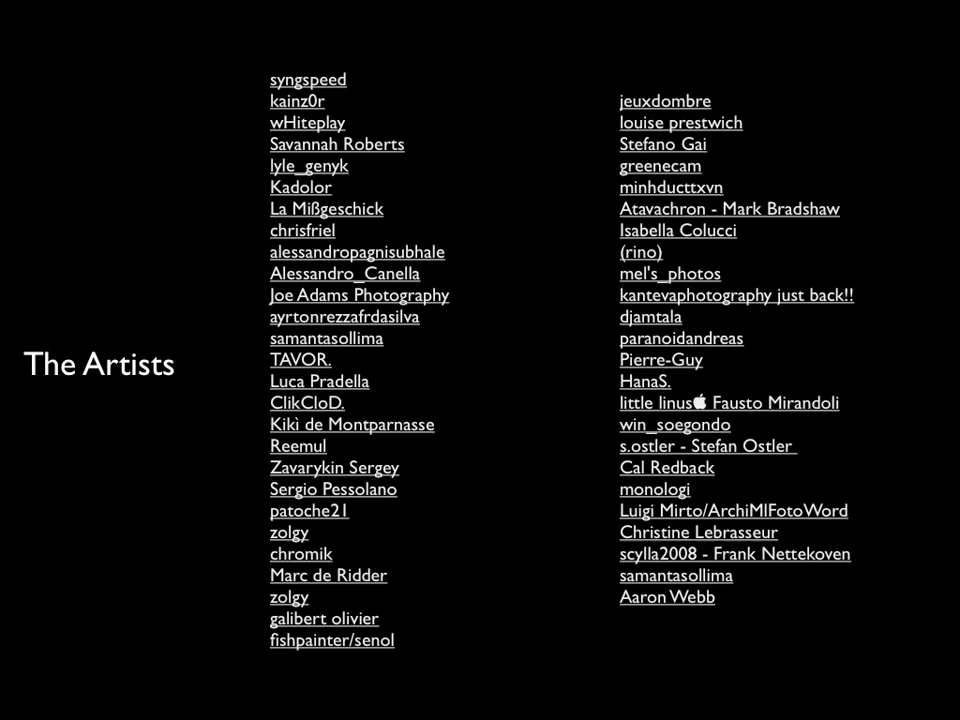 The Artists
syngspeed
kainz0r
wHiteplay
Savannah Roberts
lyle_genyk
Kadolor
La Mißgeschick
chrisfriel
alessandropagnisubhale
Alessandro_Canella
Joe Adams Photography
ayrtonrezzafrdasilva
samantasollima
TAVOR.
Luca Pradella
ClikCloD.
Kikì de Montparnasse
Reemul
Zavarykin Sergey
Sergio Pessolano
patoche21
zolgy
chromik
Marc de Ridder
zolgy
galibert olivier
fishpainter/senol
jeuxdombre
louise prestwich
Stefano Gai
greenecam
minhducttxvn
Atavachron - Mark Bradshaw
Isabella Colucci
(rino)
mel's_photos
kantevaphotography just back!!
djamtala
paranoidandreas
Pierre-Guy
HanaS.
little linus Fausto Mirandoli
win_soegondo
s.ostler - Stefan Ostler
Cal Redback
monologi
Luigi Mirto/ArchiMlFotoWord
Christine Lebrasseur
scylla2008 - Frank Nettekoven
samantasollima
Aaron Webb